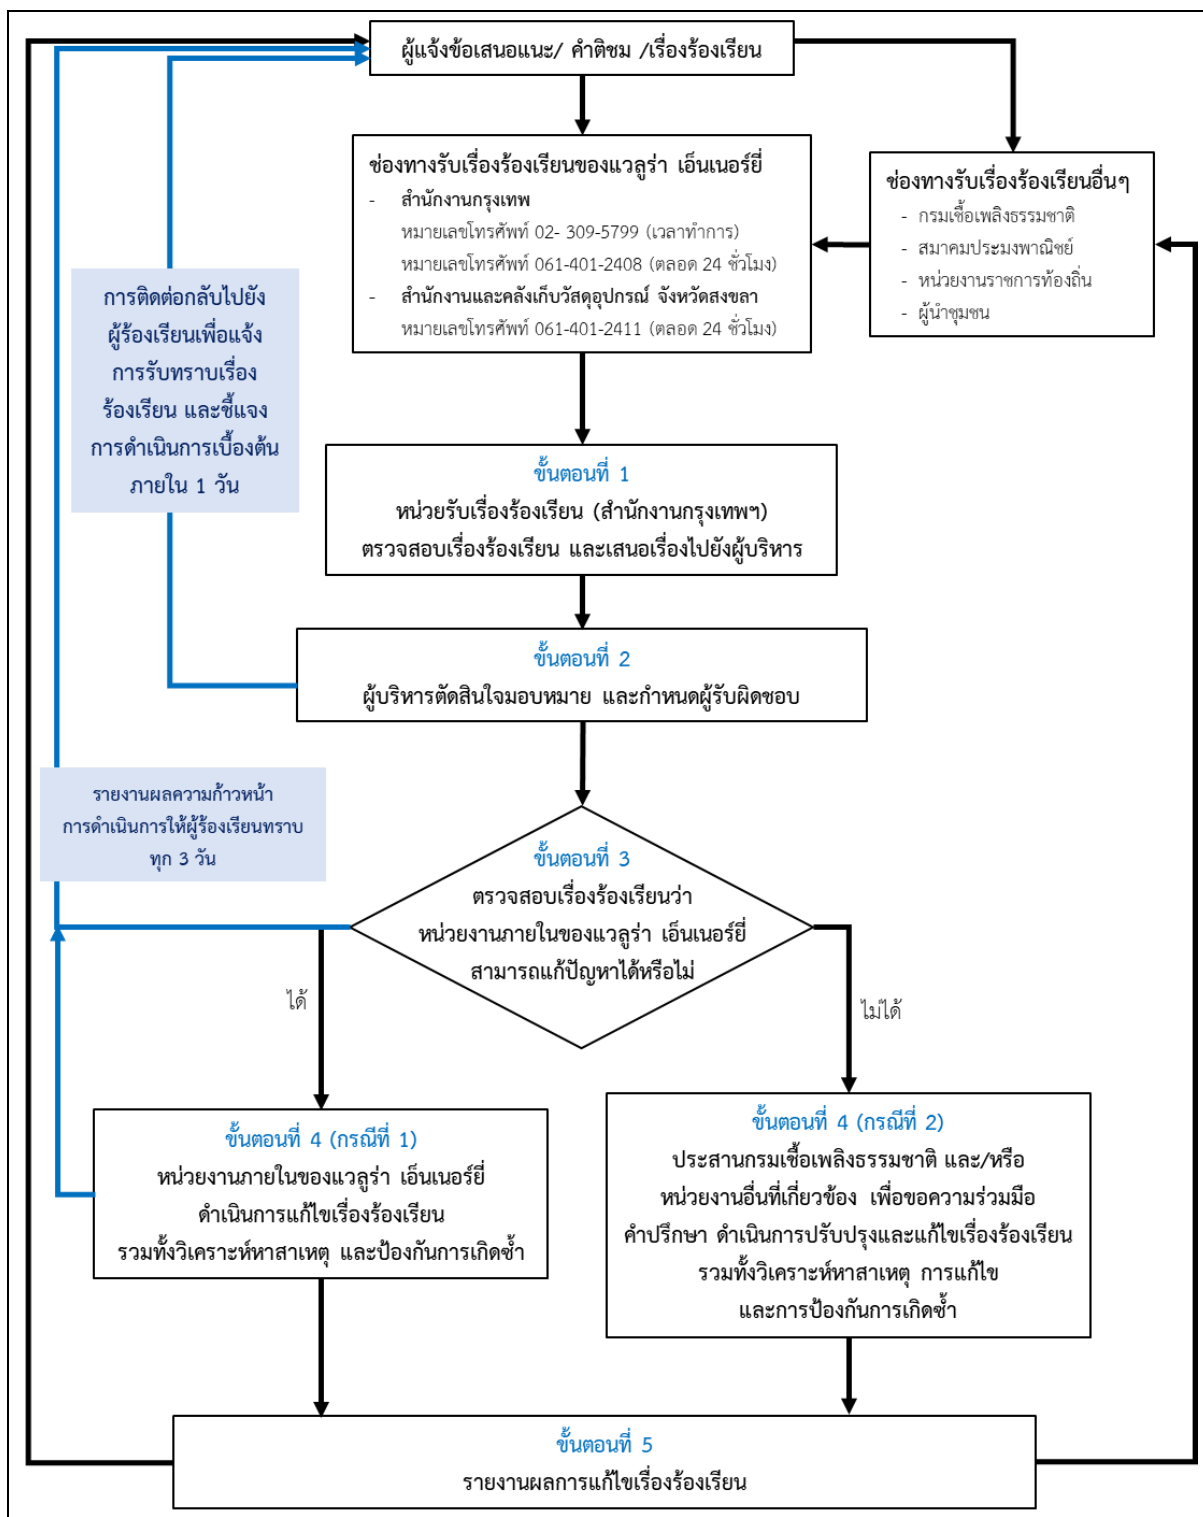 ผู้แจ้งข้อเสนอแนะ/ คำติชม /เรื่องร้องเรียน
ช่องทางรับเรื่องร้องเรียนของแวลูร่า เอ็นเนอร์ยี่
- สำนักงานกรุงเทพ
หมายเลขโทรศัพท์ 02- 309-5799 (เวลาทำการ)
หมายเลขโทรศัพท์ 061-401-2408 (ตลอด 24 ชั่วโมง)
- สำนักงานและคลังเก็บวัสดุอุปกรณ์ จังหวัดสงขลา
หมายเลขโทรศัพท์ 061-401-2411 (ตลอด 24 ชั่วโมง)
ช่องทางรับเรื่องร้องเรียนอื่นๆ
- กรมเชื้อเพลิงธรรมชาติ
- สมาคมประมงพาณิชย์
- หน่วยงานราชการท้องถิ่น
- ผู้นำชุมชน
การติดต่อกลับไปยัง
ผู้ร้องเรียนเพื่อแจ้ง
การรับทราบเรื่อง
ร้องเรียน และชี้แจง
การดำเนินการเบื้องต้น
ภายใน 1 วัน
ขั้นตอนที่ 1
หน่วยรับเรื่องร้องเรียน (สำนักงานกรุงเทพฯ)
ตรวจสอบเรื่องร้องเรียน และเสนอเรื่องไปยังผู้บริหาร
ขั้นตอนที่ 2
ผู้บริหารตัดสินใจมอบหมาย และกำหนดผู้รับผิดชอบ
รายงานผลความก้าวหน้า
การดำเนินการให้ผู้ร้องเรียนทราบ
ทุก 3 วัน
ขั้นตอนที่ 3
ตรวจสอบเรื่องร้องเรียนว่า
หน่วยงานภายในของแวลูร่า เอ็นเนอร์ยี่
สามารถแก้ปัญหาได้หรือไม่
ได้
ไม่ได้
ขั้นตอนที่ 4 (กรณีที่ 1)
หน่วยงานภายในของแวลูร่า เอ็นเนอร์ยี่
ดำเนินการแก้ไขเรื่องร้องเรียน
รวมทั้งวิเคราะห์หาสาเหตุ และป้องกันการเกิดซ้ำ
ขั้นตอนที่ 4 (กรณีที่ 2)
ประสานกรมเชื้อเพลิงธรรมชาติ และ/หรือ
หน่วยงานอื่นที่เกี่ยวข้อง เพื่อขอความร่วมมือ
คำปรึกษา ดำเนินการปรับปรุงและแก้ไขเรื่องร้องเรียน
รวมทั้งวิเคราะห์หาสาเหตุ การแก้ไข
และการป้องกันการเกิดซ้ำ
ขั้นตอนที่ 5
รายงานผลการแก้ไขเรื่องร้องเรียน